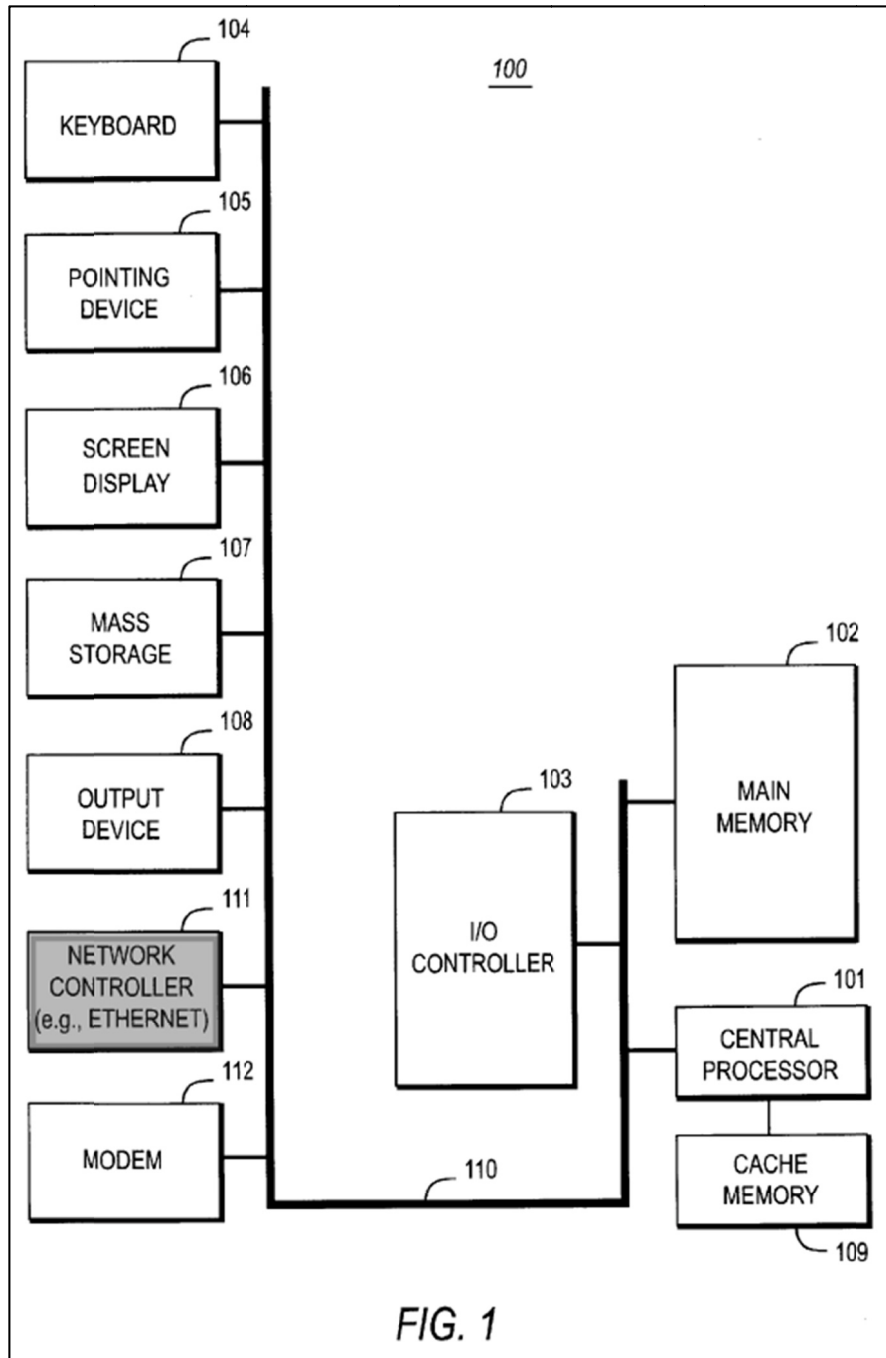 104
KEYBOARD
100
105
POINTING
DEVICE
106
SCREEN
DISPLAY
107
MASS
STORAGE
108
OUTPUT
DEVICE
111
NETWORK
CONTROLLER
(e.g., ETHERNET)
112
MODEM
103
I/O
CONTROLLER
102
MAIN
MEMORY
101
CENTRAL
PROCESSOR
CACHE
MEMORY
109
110
FIG. 1